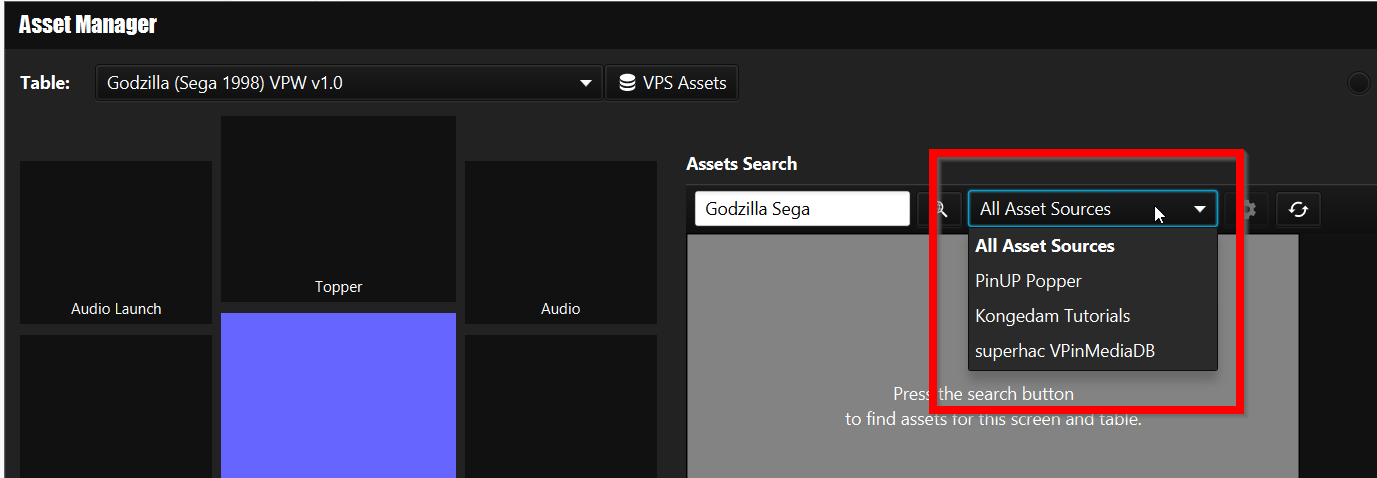 Asset Manager
Table: Godzilla (Sega 1998) VPW v1.0 VPS Assets
Assets Search
Godzilla Sega All Asset Sources
All Asset Sources
PinUP Popper
Kongedam Tutorials
superhac VPinMediaDB
Topper
Audio Launch
Audio
Press the search button
to find assets for this screen and table.